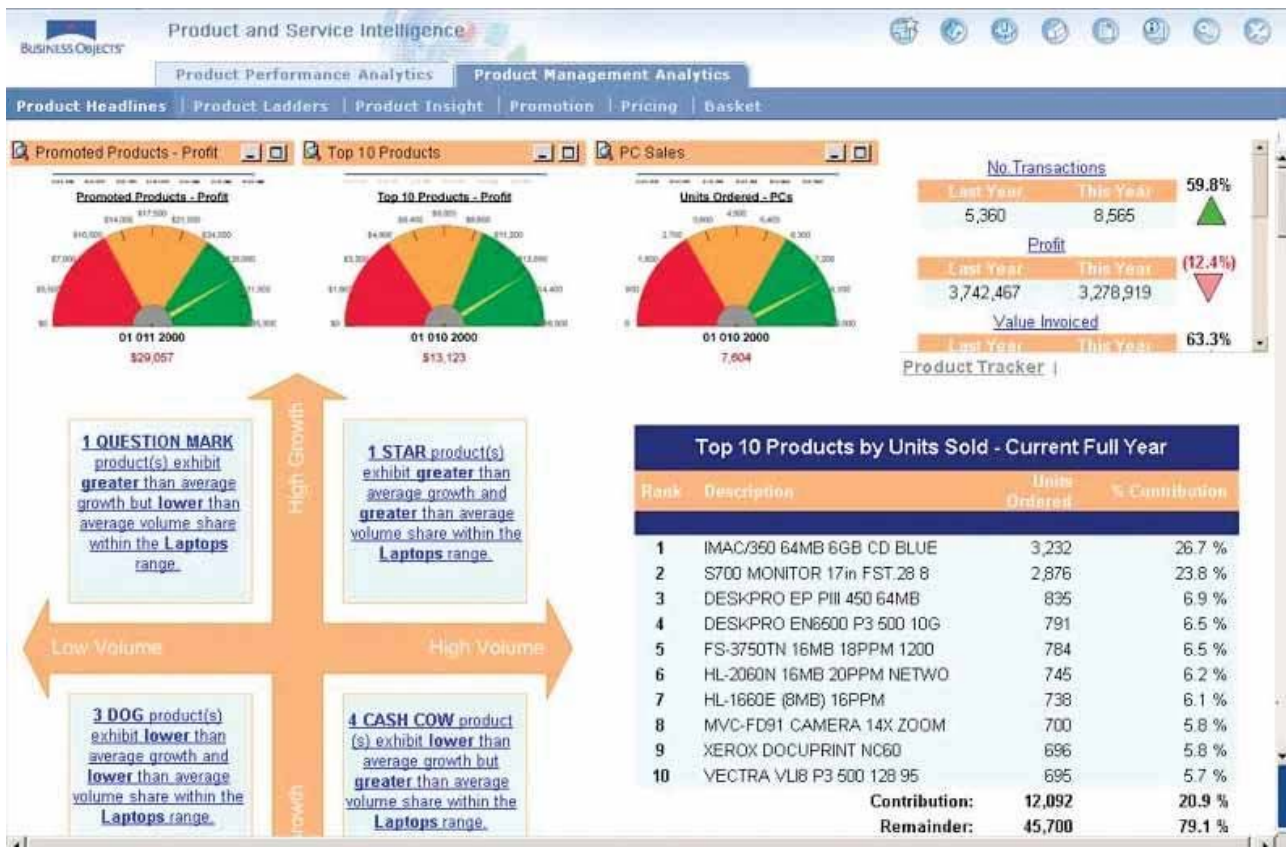 BUSINESS OBJECTS
Product and Service Intelligence
Product Performance Analytics
Product Management Analytics
Product Headlines | Product Ladders | Product Insight | Promotion | Pricing | Basket
Promoted Products - Profit
Top 10 Products
PC Sales
Promoted Products - Profit
$14,000 $17,500 $21,000
$0
01 011 2000
$29,057
Top 10 Products - Profit
01 010 2000
$13,123
Units Ordered - PCs
01 010 2000
7,604
No.Transactions
Last Year This Year 59.8%
5,360 8,565
Profit
Last Year This Year (12.4%)
3,742,467 3,278,919
Value Invoiced
Last Year This Year 63.3%
Product Tracker |
High Growth
1 QUESTION MARK
product(s) exhibit
greater than average
growth but lower than
average volume share
within the Laptops
range.
1 STAR product(s)
exhibit greater than
average growth and
greater than average
volume share within the
Laptops range.
Low Volume
High Volume
3 DOG product(s)
exhibit lower than
average growth and
lower than average
volume share within the
Laptops range.
4 CASH COW product
(s) exhibit lower than
average growth but
greater than average
volume share within the
Laptops range.
Top 10 Products by Units Sold - Current Full Year
Rank Description Units Ordered % Contribution
1 IMAC/350 64MB 6GB CD BLUE 3,232 26.7 %
2 S700 MONITOR 17in FST.28 8 2,876 23.8 %
3 DESKPRO EP PIII 450 64MB 835 6.9 %
4 DESKPRO EN6500 P3 500 10G 791 6.5 %
5 FS-3750TN 16MB 18PPM 1200 784 6.5 %
6 HL-2060N 16MB 20PPM NETWO 745 6.2 %
7 HL-1660E (8MB) 16PPM 738 6.1 %
8 MVC-FD91 CAMERA 14X ZOOM 700 5.8 %
9 XEROX DOCUPRINT NC60 696 5.8 %
10 VECTRA VLI8 P3 500 128 95 695 5.7 %
Contribution: 12,092 20.9 %
Remainder: 45,700 79.1 %